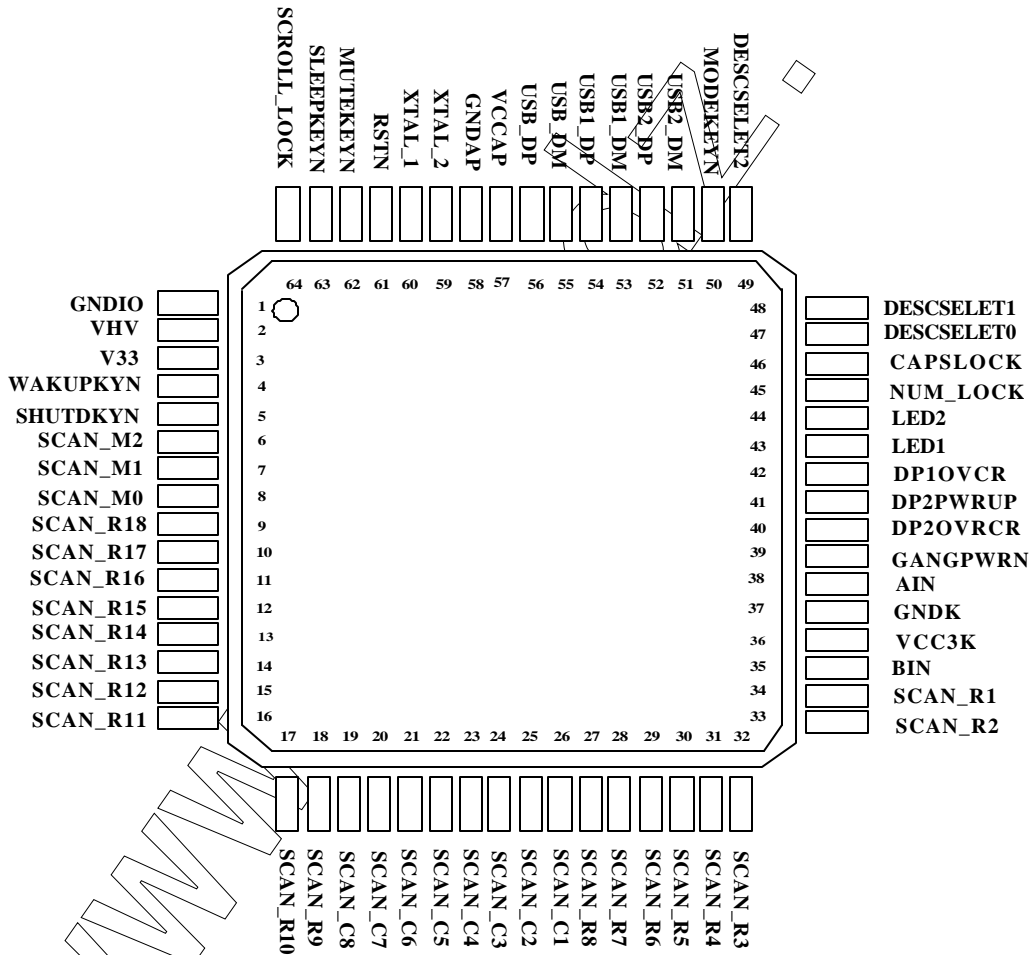 SCROLL_LOCK
SLEEPKEYN
MUTEKEYN
RSTN
XTAL_1
XTAL_2
GNDAP
VCCAP
USB_DP
USB_DM
USB1_DP
USB1_DM
USB2_DP
USB2_DM
MODEKEYN
DESCSELET2
64 63 62 61 60 59 58 57 56 55 54 53 52 51 50 49
GNDIO 1
VHV 2
V33 3
WAKUPKYN 4
SHUTDKYN 5
SCAN_M2 6
SCAN_M1 7
SCAN_M0 8
SCAN_R18 9
SCAN_R17 10
SCAN_R16 11
SCAN_R15 12
SCAN_R14 13
SCAN_R13 14
SCAN_R12 15
SCAN_R11 16
48 DESCSELET1
47 DESCSELET0
46 CAPSLOCK
45 NUM_LOCK
44 LED2
43 LED1
42 DP1OVCR
41 DP2PWRUP
40 DP2OVRCR
39 GANGPWRN
38 AIN
37 GNDK
36 VCC3K
35 BIN
34 SCAN_R1
33 SCAN_R2
17 18 19 20 21 22 23 24 25 26 27 28 29 30 31 32
SCAN_R10
SCAN_R9
SCAN_C8
SCAN_C7
SCAN_C6
SCAN_C5
SCAN_C4
SCAN_C3
SCAN_C2
SCAN_C1
SCAN_R8
SCAN_R7
SCAN_R6
SCAN_R5
SCAN_R4
SCAN_R3